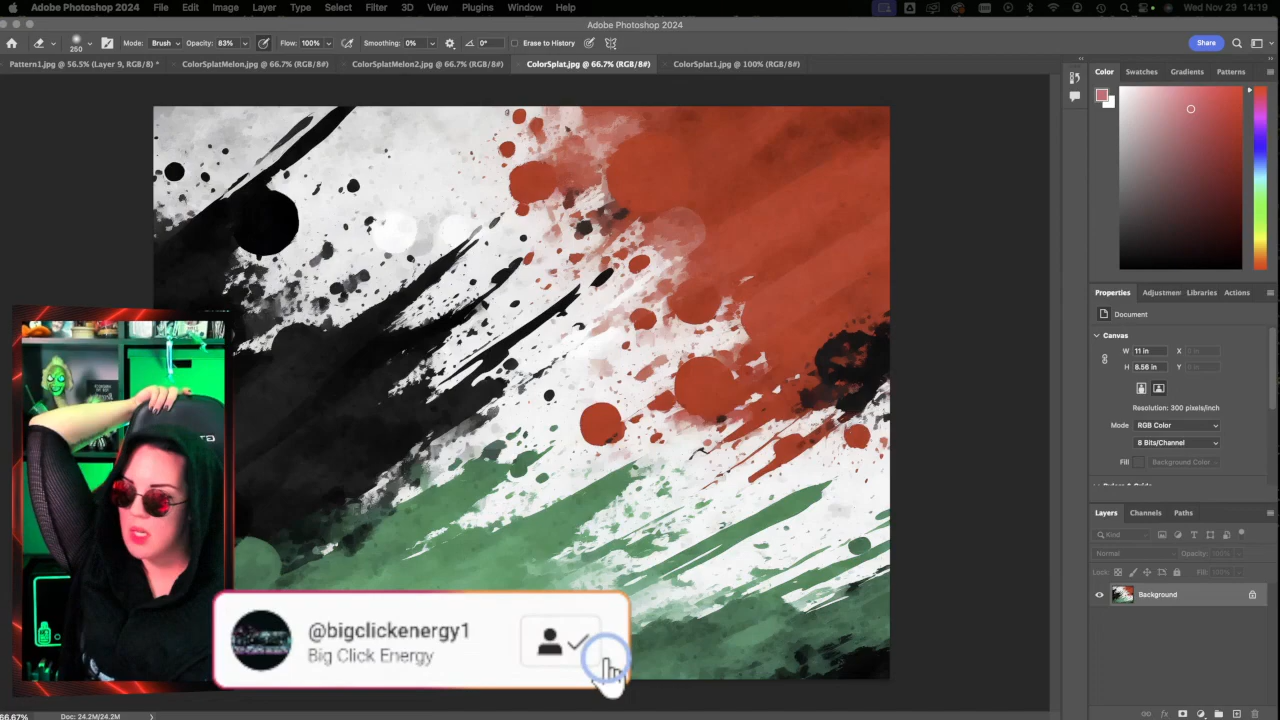 Adobe Photoshop 2024 File Edit Image Layer Type Select Filter 3D View Plugins Window Help Wed Nov 29 14:19
Adobe Photoshop 2024
250 Mode: Brush Opacity: 83% Flow: 100% Smoothing: 0% 0° Erase to History Share
Pattern1.jpg @ 56.5% (Layer 9, RGB/8) * ColorSplatMelon.jpg @ 66.7% (RGB/8#) ColorSplatMelon2.jpg @ 66.7% (RGB/8#) ColorSplat.jpg @ 66.7% (RGB/8#) ColorSplat1.jpg @ 100% (RGB/8#)
Color Swatches Gradients Patterns
Properties Adjustmen Libraries Actions
Document
Canvas
W 11 in X
H 8.56 in Y
Resolution: 300 pixels/inch
Mode RGB Color
8 Bits/Channel
Fill Background Color
Layers Channels Paths
Kind
Normal Opacity: 100%
Lock: Fill: 100%
Background
@bigclickenergy1
Big Click Energy
66.67% Doc: 24.2M/24.2M